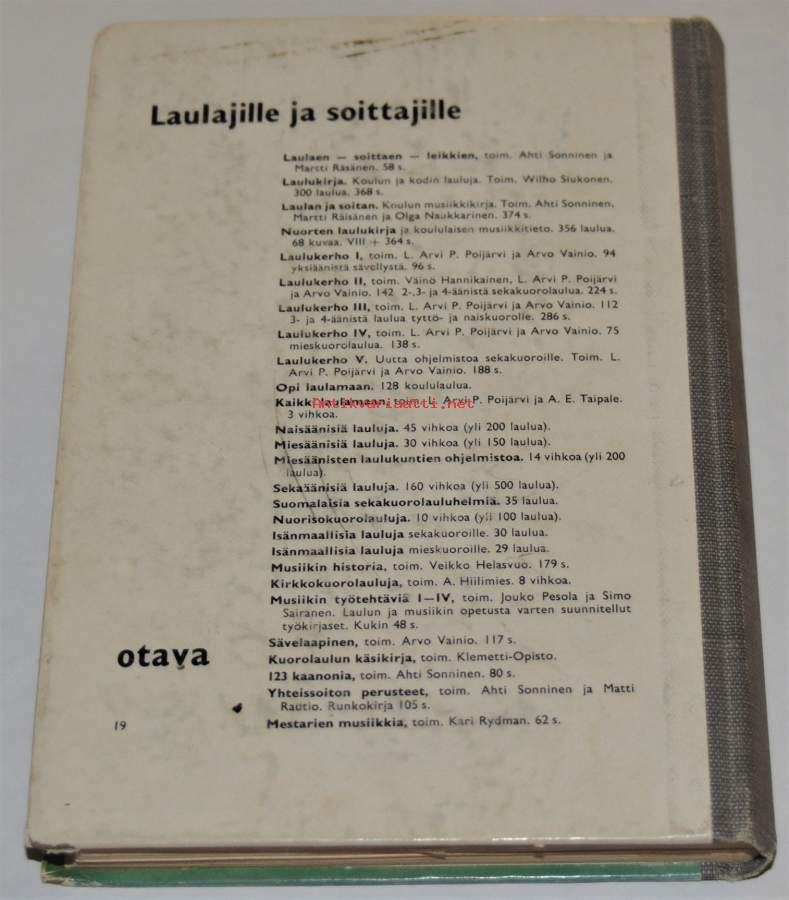 Laulajille ja soittajille
Laulaen — soittaen — leikkien, toim. Ahti Sonninen ja
Martti Räsänen. 58 s.
Laulukirja. Koulun ja kodin lauluja. Toim. Wilho Siukonen.
300 laulua. 368 s.
Laulan ja soitan. Koulun musiikkikirja. Toim. Ahti Sonninen,
Martti Räisänen ja Olga Naukkarinen. 374 s.
Nuorten laulukirja ja koululaisen musiikkitieto. 356 laulua.
68 kuvaa. VIII + 364 s.
Laulukerho I, toim. L. Arvi P. Poijärvi ja Arvo Vainio. 94
yksiäänistä sävellystä. 96 s.
Laulukerho II, toim. Väinö Hannikainen, L. Arvi P. Poijärvi
ja Arvo Vainio. 142 2-,3- ja 4-äänistä sekakuorolaulua. 224 s.
Laulukerho III, toim. L. Arvi P. Poijärvi ja Arvo Vainio. 112
3- ja 4-äänistä laulua tyttö- ja naiskuorolle. 286 s.
Laulukerho IV, toim. L. Arvi P. Poijärvi ja Arvo Vainio. 75
mieskuorolaulua. 138 s.
Laulukerho V. Uutta ohjelmistoa sekakuoroille. Toim. L.
Arvi P. Poijärvi ja Arvo Vainio. 188 s.
Opi laulamaan. 128 koululaulua.
Kaikki laulamaan, toim. L. Arvi P. Poijärvi ja A. E. Taipale.
Antikvariaatti.net
3 vihkoa.
Naisäänisiä lauluja. 45 vihkoa (yli 200 laulua).
Miesäänisiä lauluja. 30 vihkoa (yli 150 laulua).
Miesäänisten laulukuntien ohjelmistoa. 14 vihkoa (yli 200
laulua).
Sekaäänisiä lauluja. 160 vihkoa (yli 500 laulua).
Suomalaisia sekakuorolauluhelmiä. 35 laulua.
Nuorisokuorolauluja. 10 vihkoa (yli 100 laulua).
Isänmaallisia lauluja sekakuoroille. 30 laulua.
Isänmaallisia lauluja mieskuoroille. 29 laulua.
Musiikin historia, toim. Veikko Helasvuo. 179 s.
Kirkkokuorolauluja, toim. A. Hiilimies. 8 vihkoa.
Musiikin työtehtäviä I—IV, toim. Jouko Pesola ja Simo
Sairanen. Laulun ja musiikin opetusta varten suunnitellut
työkirjaset. Kukin 48 s.
Sävelaapinen, toim. Arvo Vainio. 117 s.
otava
Kuorolaulun käsikirja, toim. Klemetti-Opisto.
123 kaanonia, toim. Ahti Sonninen. 80 s.
Yhteissoiton perusteet, toim. Ahti Sonninen ja Matti
Rautio. Runkokirja 105 s.
19
Mestarien musiikkia, toim. Kari Rydman. 62 s.